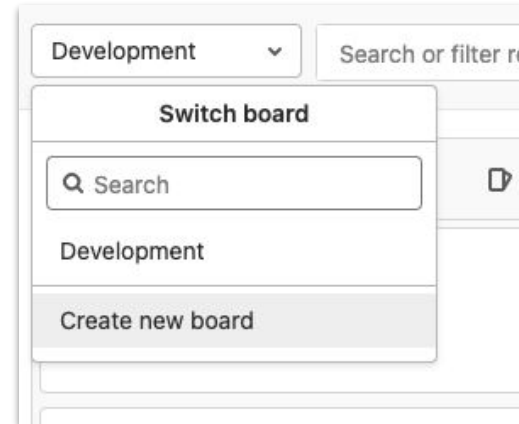 Development
Search or filter re
Switch board
Search
Development
Create new board